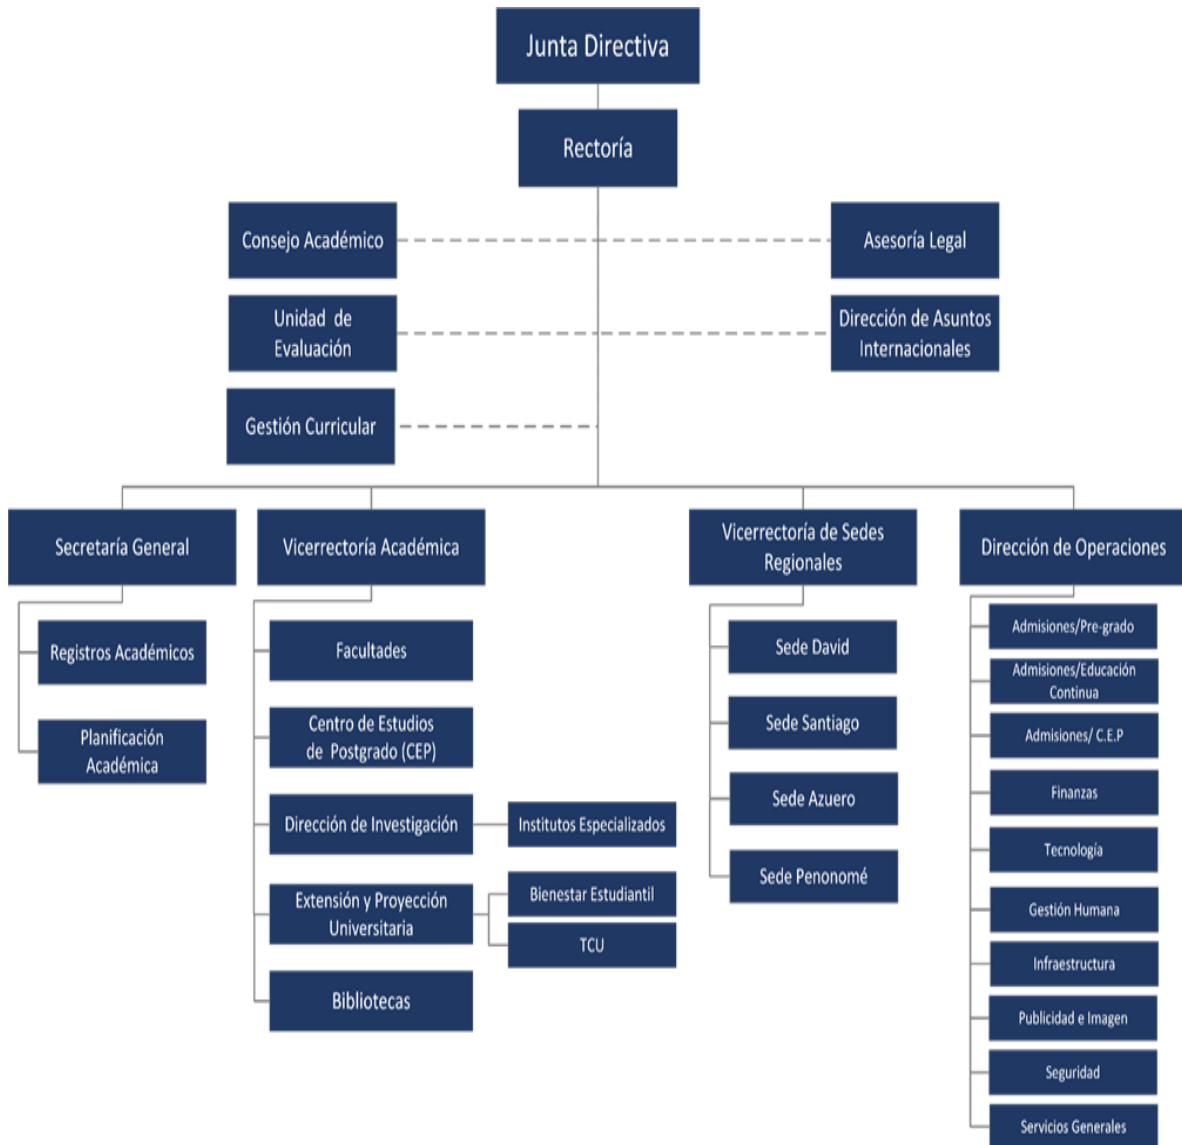 Junta Directiva
Rectoría
Consejo Académico
Asesoría Legal
Unidad de
Evaluación
Dirección de Asuntos
Internacionales
Gestión Curricular
Secretaría General
Vicerrectoría Académica
Vicerrectoría de Sedes
Regionales
Dirección de Operaciones
Registros Académicos
Planificación
Académica
Facultades
Centro de Estudios
de Postgrado (CEP)
Dirección de Investigación
Institutos Especializados
Extensión y Proyección
Universitaria
Bienestar Estudiantil
TCU
Bibliotecas
Sede David
Sede Santiago
Sede Azuero
Sede Penonomé
Admisiones/Pre-grado
Admisiones/Educación
Continua
Admisiones/ C.E.P
Finanzas
Tecnología
Gestión Humana
Infraestructura
Publicidad e Imagen
Seguridad
Servicios Generales